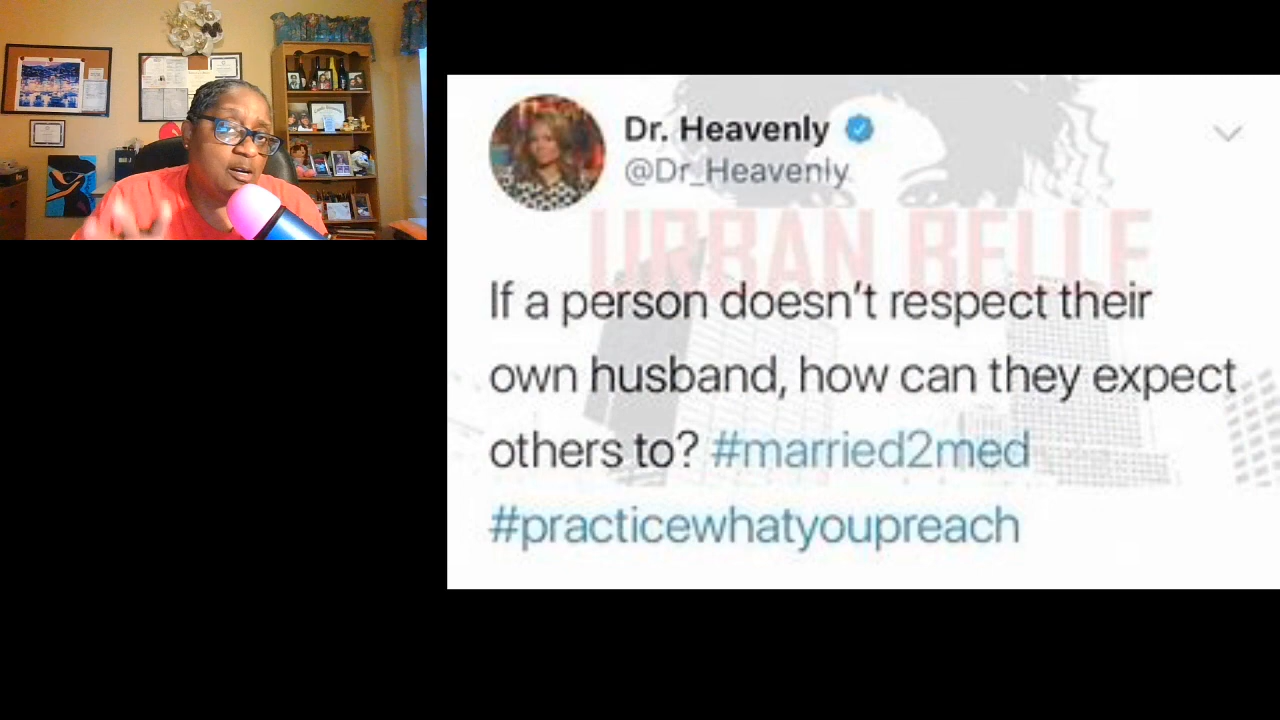 Dr. Heavenly
@Dr_Heavenly
URBAN BELLE
If a person doesn't respect their
own husband, how can they expect
others to? #married2med
#practicewhatyoupreach